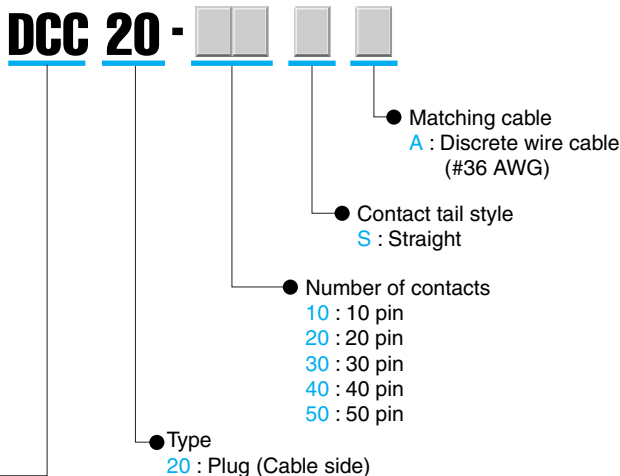 DCC 20 -
Matching cable
A : Discrete wire cable
(#36 AWG)
Contact tail style
S : Straight
Number of contacts
10 : 10 pin
20 : 20 pin
30 : 30 pin
40 : 40 pin
50 : 50 pin
Type
20 : Plug (Cable side)